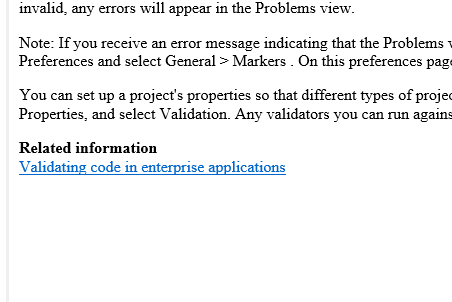 invalid, any errors will appear in the Problems view.
Note: If you receive an error message indicating that the Problems
Preferences and select General > Markers . On this preferences page
You can set up a project's properties so that different types of
Properties, and select Validation. Any validators you can run
Related information
Validating code in enterprise applications